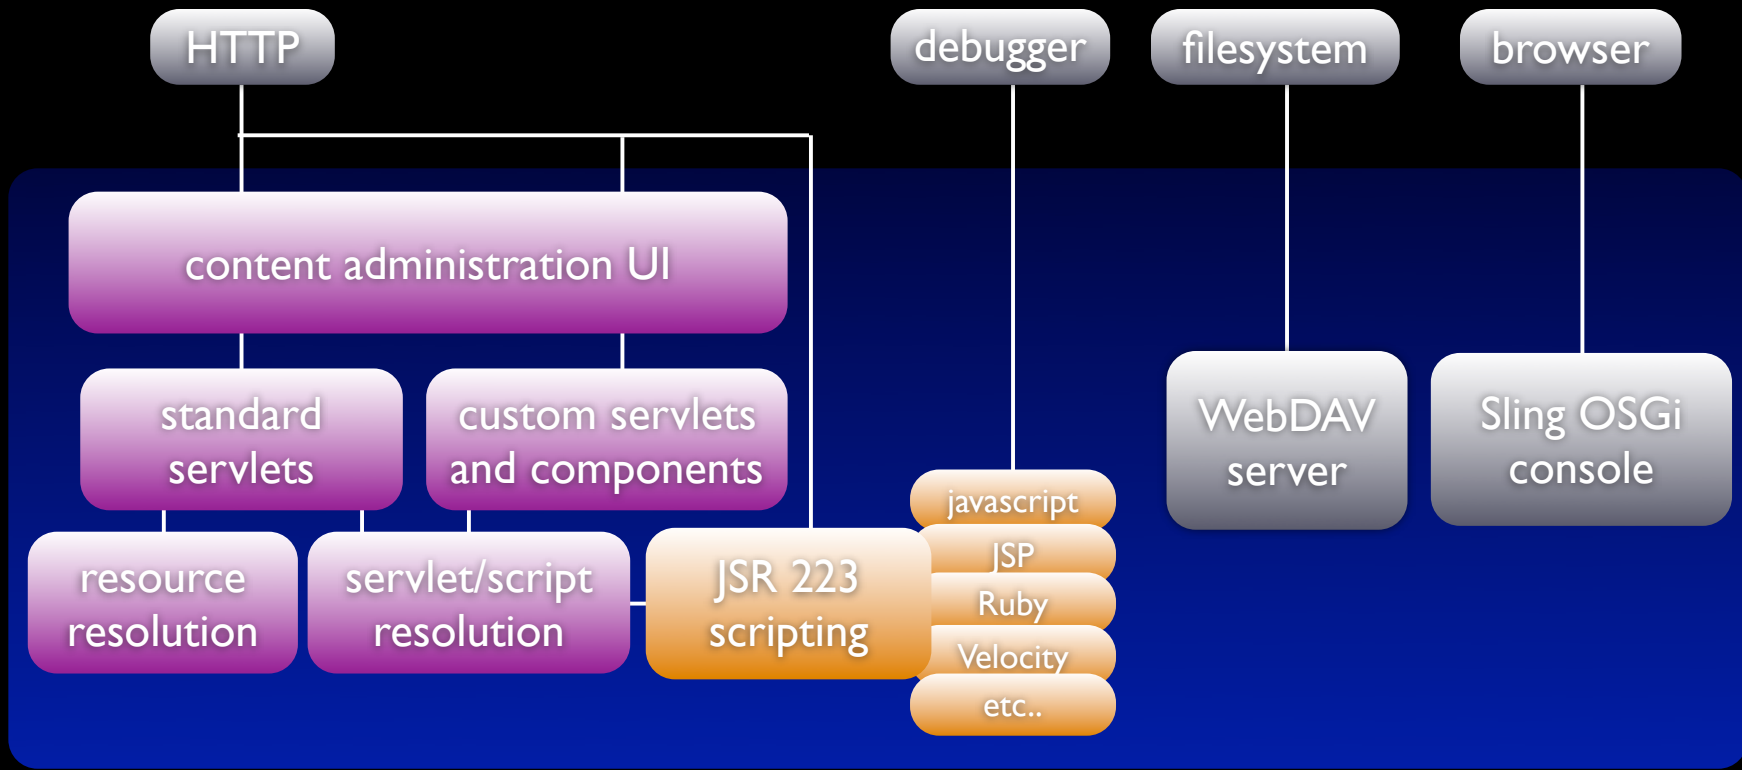 HTTP
debugger
filesystem
browser
content administration UI
standard
servlets
custom servlets
and components
WebDAV
server
Sling OSGi
console
resource
resolution
servlet/script
resolution
JSR 223
scripting
javascript
JSP
Ruby
Velocity
etc..